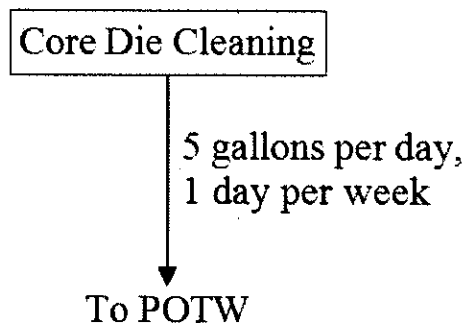 Core Die Cleaning
5 gallons per day,
1 day per week
To POTW